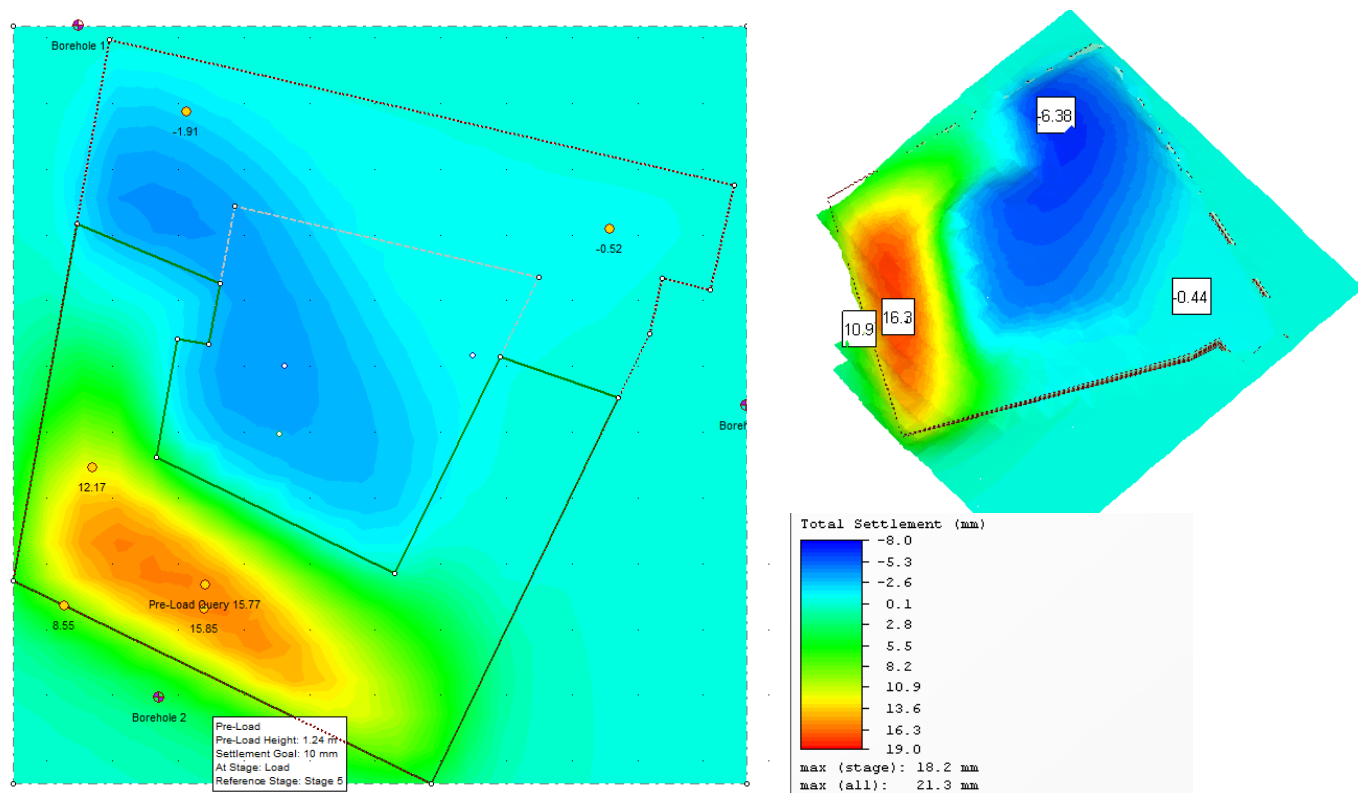 Borehole 1
-1.91
-0.52
12.17
Pre-Load Query 15.77
15.85
8.55
Borehole 2
Pre-Load
Pre-Load Height: 1.24 m
Settlement Goal: 10 mm
At Stage: Load
Reference Stage: Stage 5
-6.38
-0.44
16.3
10.9
Total Settlement (mm)
-8.0
-5.3
-2.6
0.1
2.8
5.5
8.2
10.9
13.6
16.3
19.0
max (stage): 18.2 mm
max (all): 21.3 mm